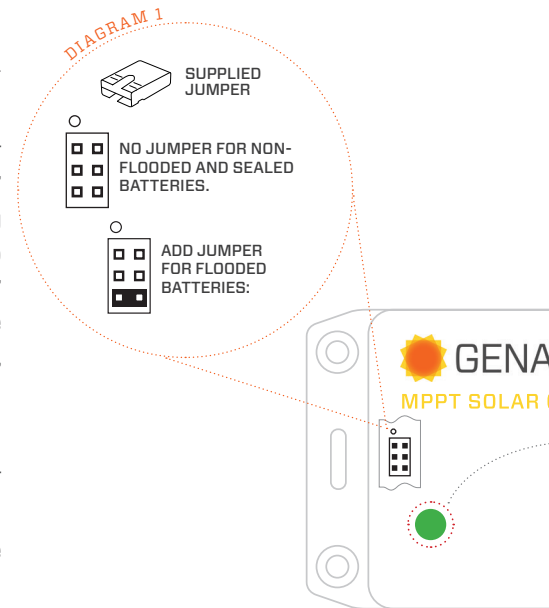 DIAGRAM 1
SUPPLIED
JUMPER
NO JUMPER FOR NON-
FLOODED AND SEALED
BATTERIES.
ADD JUMPER
FOR FLOODED
BATTERIES:
GENA
MPPT SOLAR